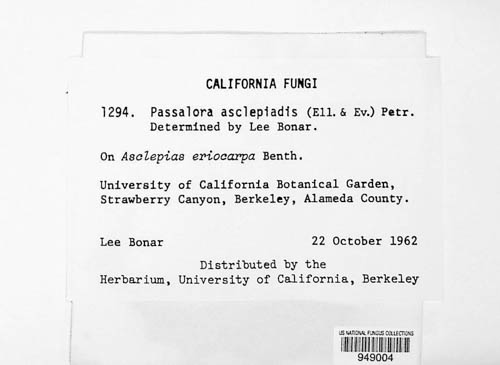 CALIFORNIA FUNGI
1294. Passalora asclepiadis (Ell. & Ev.) Petr.
Determined by Lee Bonar.
On Asclepias eriocarpa Benth.
University of California Botanical Garden,
Strawberry Canyon, Berkeley, Alameda County.
Lee Bonar 22 October 1962
Distributed by the
Herbarium, University of California, Berkeley
US NATIONAL FUNGUS COLLECTIONS
949004